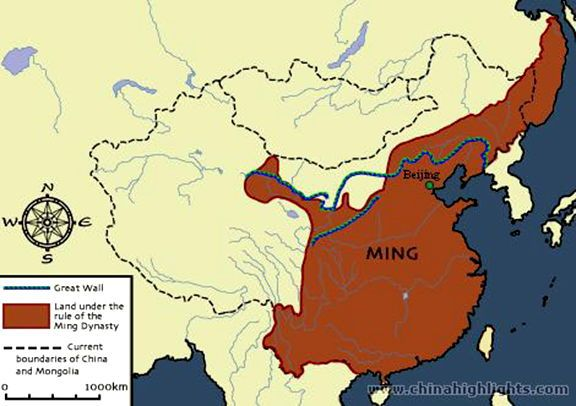 Beijing
N
W E
S
MING
Great Wall
Land under the
rule of the
Ming Dynasty
Current
boundaries of China
and Mongolia
0 1000km
www.chinahighlights.com